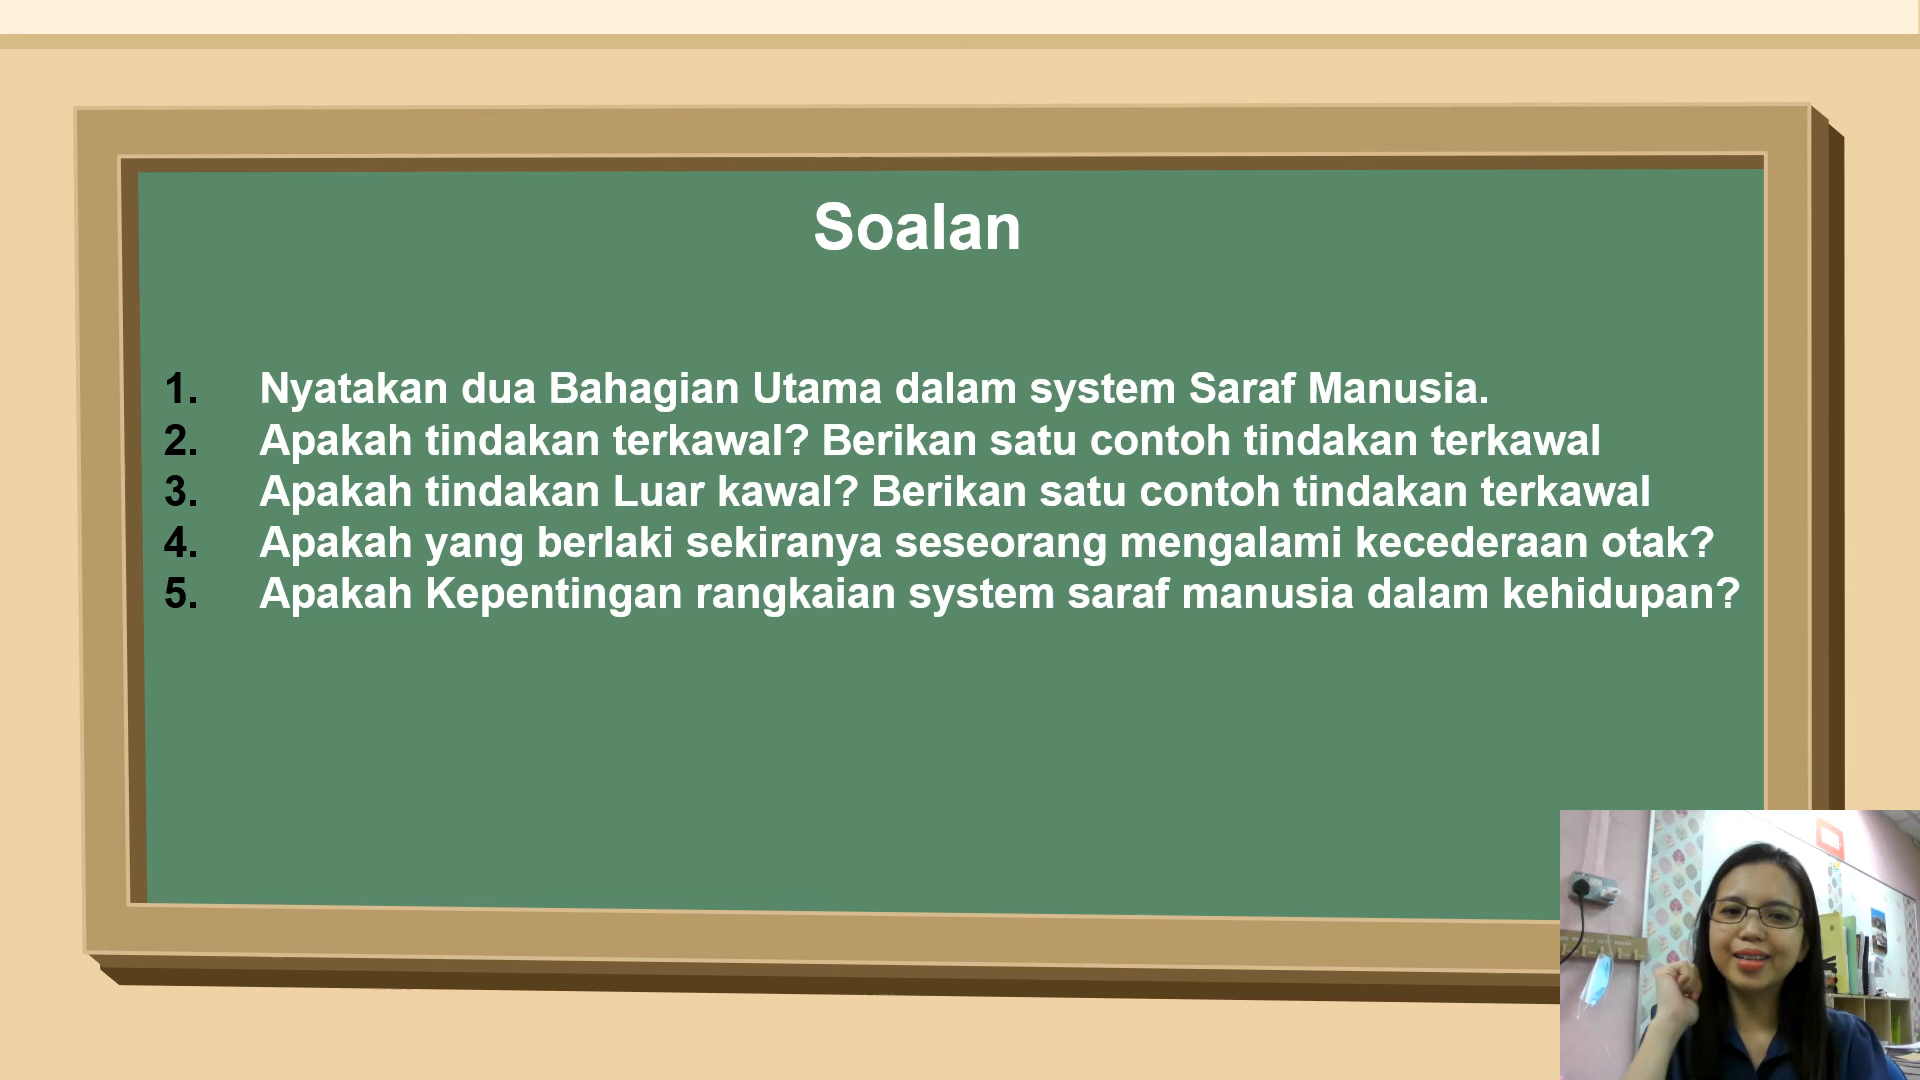 Soalan
1. Nyatakan dua Bahagian Utama dalam system Saraf Manusia.
2. Apakah tindakan terkawal? Berikan satu contoh tindakan terkawal
3. Apakah tindakan Luar kawal? Berikan satu contoh tindakan terkawal
4. Apakah yang berlaki sekiranya seseorang mengalami kecederaan otak?
5. Apakah Kepentingan rangkaian system saraf manusia dalam kehidupan?